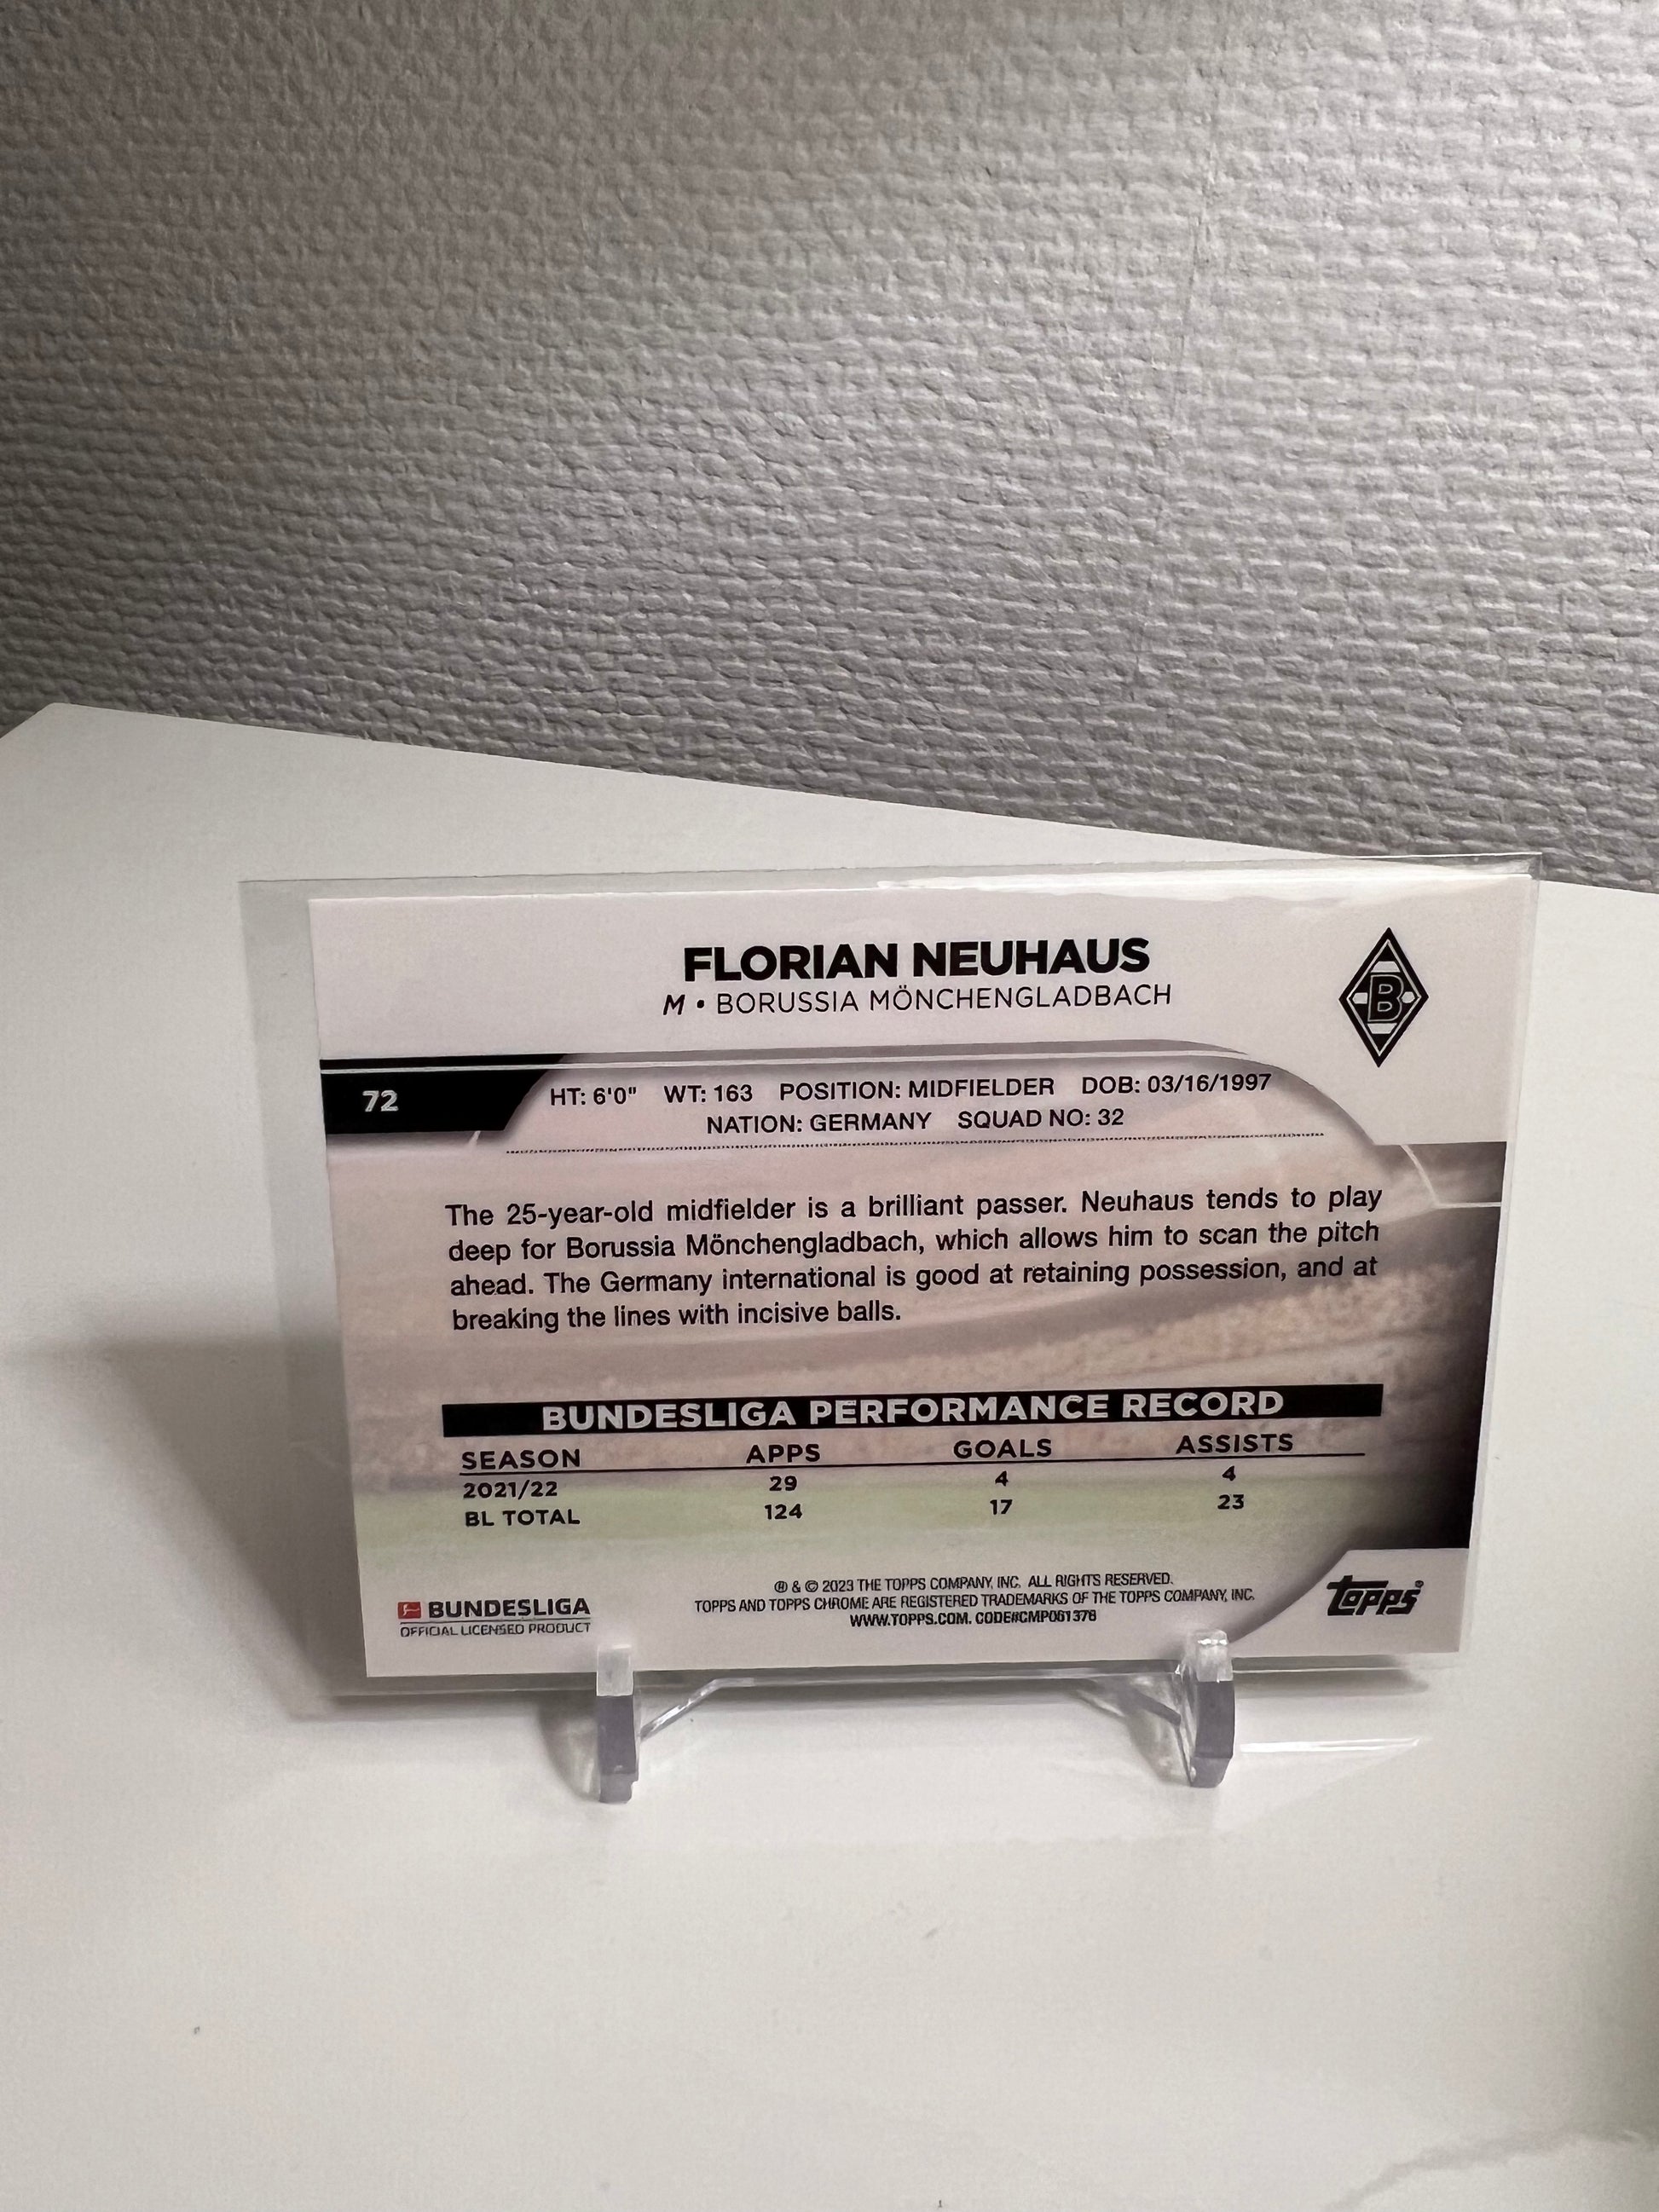 FLORIAN NEUHAUS
M • BORUSSIA MÖNCHENGLADBACH
B
72
HT: 6'0" WT: 163 POSITION: MIDFIELDER DOB: 03/16/1997
NATION: GERMANY SQUAD NO: 32
The 25-year-old midfielder is a brilliant passer. Neuhaus tends to play
deep for Borussia Mönchengladbach, which allows him to scan the pitch
ahead. The Germany international is good at retaining possession, and at
breaking the lines with incisive balls.
BUNDESLIGA PERFORMANCE RECORD
SEASON APPS GOALS ASSISTS
2021/22 29 4 4
BL TOTAL 124 17 23
® & © 2023 THE TOPPS COMPANY, INC. ALL RIGHTS RESERVED.
TOPPS AND TOPPS CHROME ARE REGISTERED TRADEMARKS OF THE TOPPS COMPANY, INC.
WWW.TOPPS.COM. CODE#CMP061376
BUNDESLIGA
OFFICIAL LICENSED PRODUCT
topps®